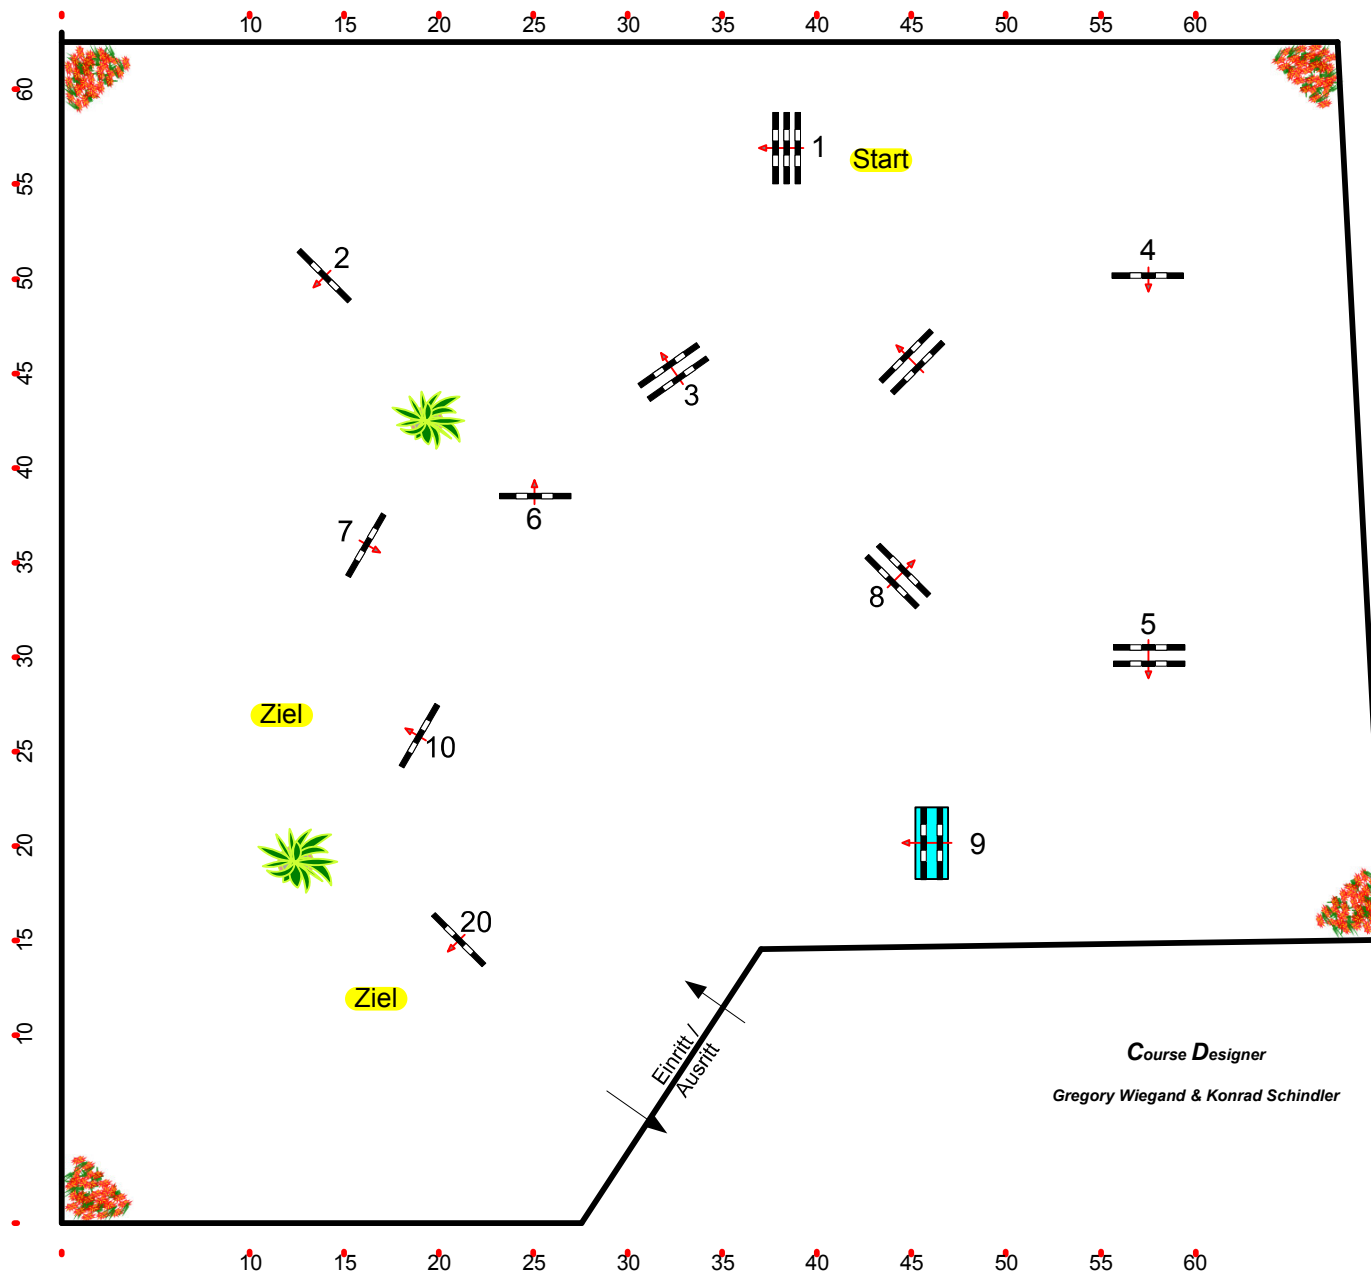 10 15 20 25 30 35 40 45 50 55 60
60
1
Start
55
2
4
50
45
3
40
6
7
35
8
5
30
Ziel
25
10
20
9
20
15
Ziel
10
Einritt /
Ausritt
Course Designer
Gregory Wiegand & Konrad Schindler
10 15 20 25 30 35 40 45 50 55 60